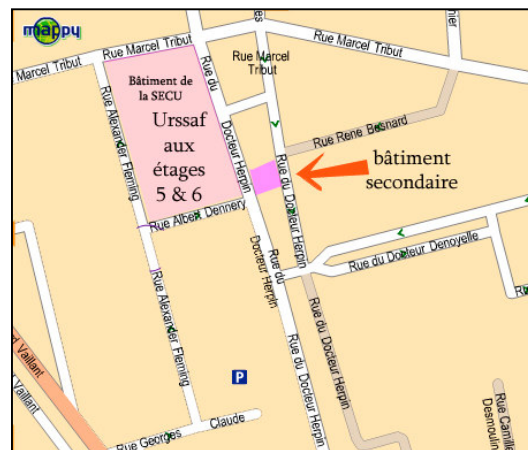 mappy
Rue Marcel Tribut
Marcel Tribut
Rue Marcel
Tribut
Rue Marcel Tribut
Bâtiment de
la SECU
Urssaf
aux
étages
5 & 6
Rue Alexander Fleming
Rue du
Docteur Herpin
Rue René Besnard
bâtiment
secondaire
Rue du Docteur Herpin
Rue Albert Dennery
Rue du
Docteur Herpin
Rue du Docteur Denoyelle
Rue Alexander Fleming
Rue du Docteur Herpin
Rue du Docteur Herpin
Vaillant
Vaillant
P
Rue Georges Claude
Rue Camille
Desmoulin